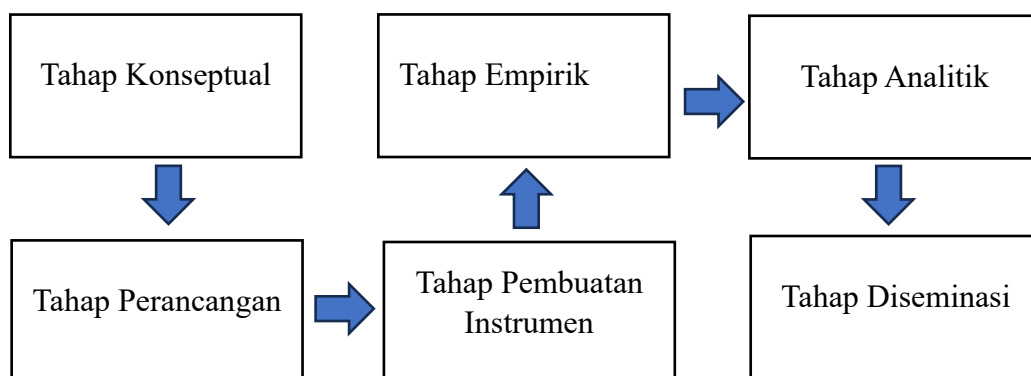 Tahap Konseptual
Tahap Perancangan
Tahap Pembuatan
Instrumen
Tahap Empirik
Tahap Analitik
Tahap Diseminasi